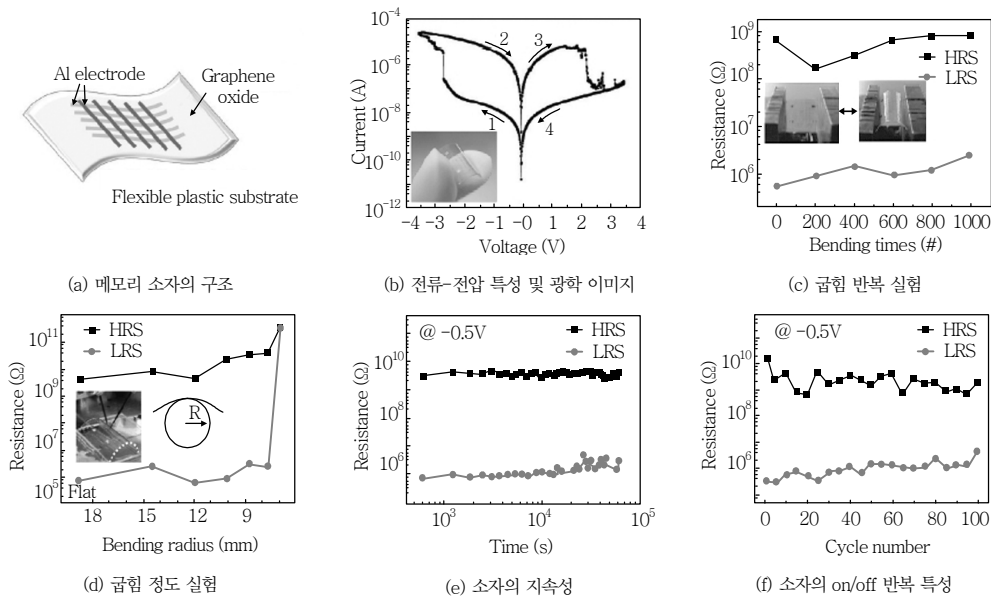 Al electrode
Graphene
oxide
Flexible plastic substrate
(a) 메모리 소자의 구조
Current (A)
10⁻⁴
10⁻⁶
10⁻⁸
10⁻¹⁰
10⁻¹²
2
3
1
4
−4 −3 −2 −1 −0 1 2 3 4
Voltage (V)
(b) 전류-전압 특성 및 광학 이미지
Resistance (Ω)
10⁹
10⁸
10⁷
10⁶
HRS
LRS
0 200 400 600 800 1000
Bending times (#)
(c) 굽힘 반복 실험
Resistance (Ω)
10¹¹
10⁹
10⁷
10⁵
HRS
LRS
R
Flat
18 15 12 9
Bending radius (mm)
(d) 굽힘 정도 실험
Resistance (Ω)
10¹⁰
10⁸
10⁶
@ −0.5V
HRS
LRS
10³ 10⁴ 10⁵
Time (s)
(e) 소자의 지속성
Resistance (Ω)
10¹⁰
10⁸
10⁶
@ −0.5V
HRS
LRS
0 20 40 60 80 100
Cycle number
(f) 소자의 on/off 반복 특성